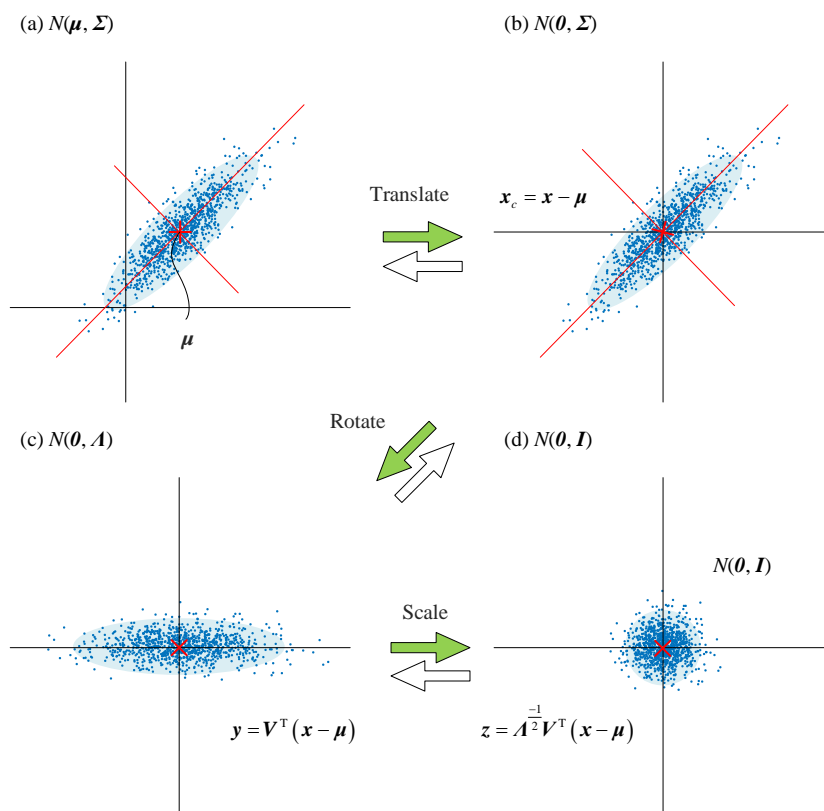 (a) N(μ, Σ)
(b) N(0, Σ)
Translate
x_c = x − μ
μ
Rotate
(c) N(0, Λ)
(d) N(0, I)
N(0, I)
Scale
y = V^T (x − μ)
z = Λ^(-1/2) V^T (x − μ)